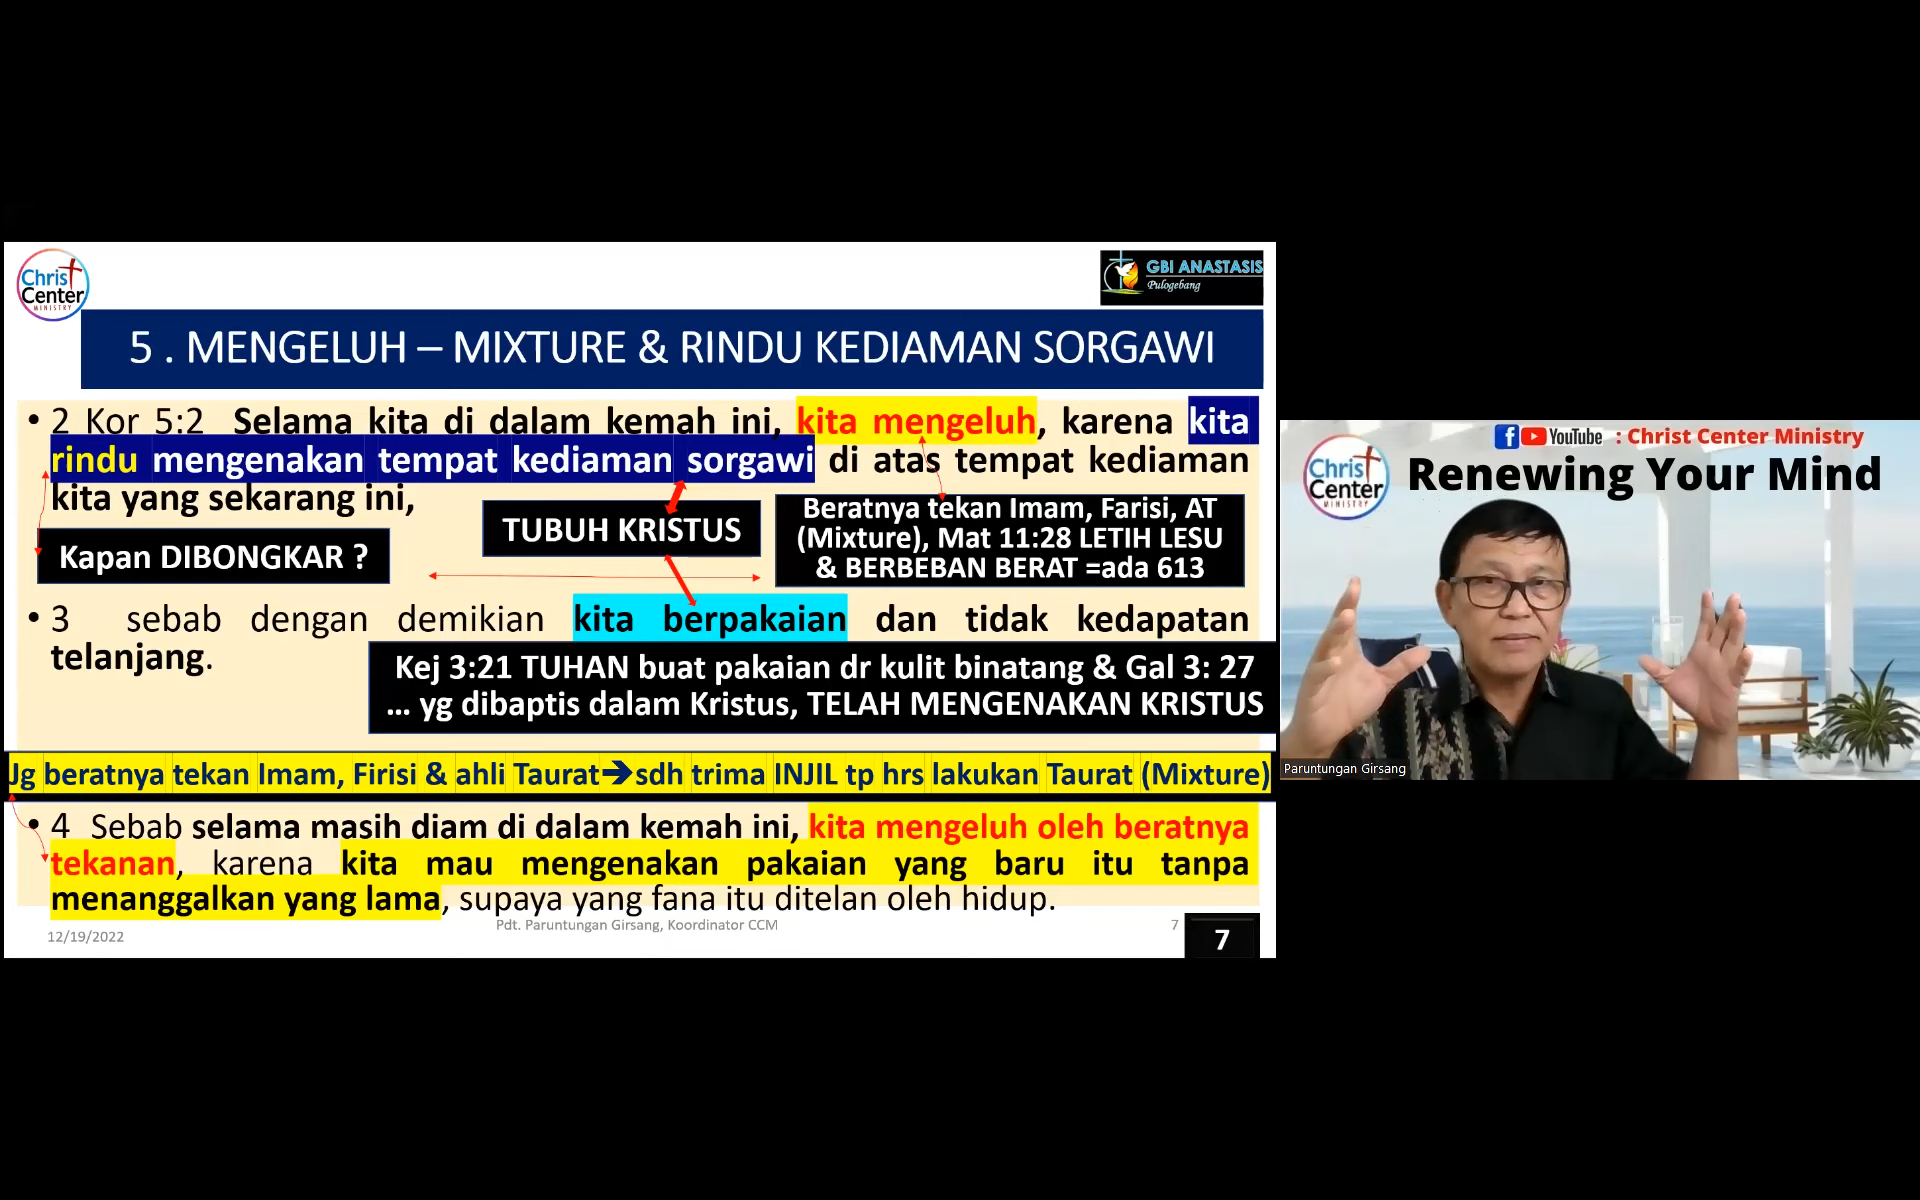 Christ
Center
MINISTRY
GBI ANASTASIS
Pulogebang
5 . MENGELUH – MIXTURE & RINDU KEDIAMAN SORGAWI
• 2 Kor 5:2 Selama kita di dalam kemah ini, kita mengeluh, karena kita
rindu mengenakan tempat kediaman sorgawi di atas tempat kediaman
kita yang sekarang ini,
TUBUH KRISTUS
Beratnya tekan Imam, Farisi, AT
(Mixture), Mat 11:28 LETIH LESU
& BERBEBAN BERAT =ada 613
Kapan DIBONGKAR ?
• 3 sebab dengan demikian kita berpakaian dan tidak kedapatan
telanjang.
Kej 3:21 TUHAN buat pakaian dr kulit binatang & Gal 3: 27
... yg dibaptis dalam Kristus, TELAH MENGENAKAN KRISTUS
Jg beratnya tekan Imam, Firisi & ahli Taurat➔sdh trima INJIL tp hrs lakukan Taurat (Mixture)
• 4 Sebab selama masih diam di dalam kemah ini, kita mengeluh oleh beratnya
tekanan, karena kita mau mengenakan pakaian yang baru itu tanpa
menanggalkan yang lama, supaya yang fana itu ditelan oleh hidup.
12/19/2022
Pdt. Paruntungan Girsang, Koordinator CCM
7
7
YouTube : Christ Center Ministry
Christ
Center
MINISTRY
Renewing Your Mind
Paruntungan Girsang